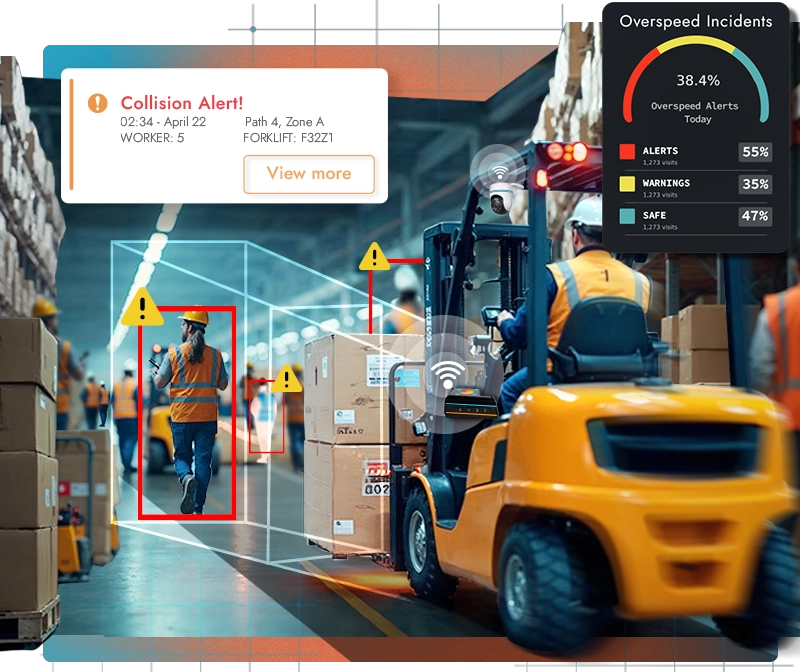 Collision Alert!
02:34 - April 22
Path 4, Zone A
WORKER: 5
FORKLIFT: F32Z1
View more
Overspeed Incidents
38.4%
Overspeed Alerts
Today
ALERTS
55%
1,273 visits
WARNINGS
35%
1,273 visits
SAFE
47%
1,273 visits